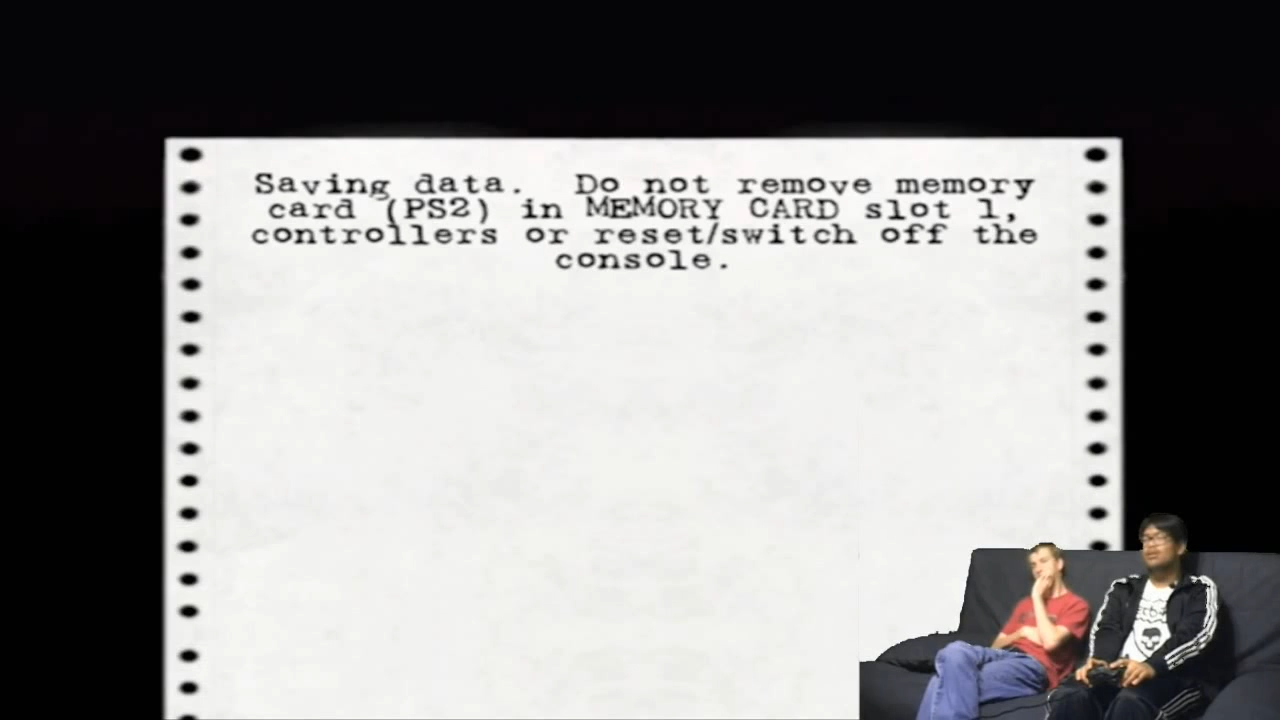 Saving data. Do not remove memory
card (PS2) in MEMORY CARD slot 1,
controllers or reset/switch off the
console.